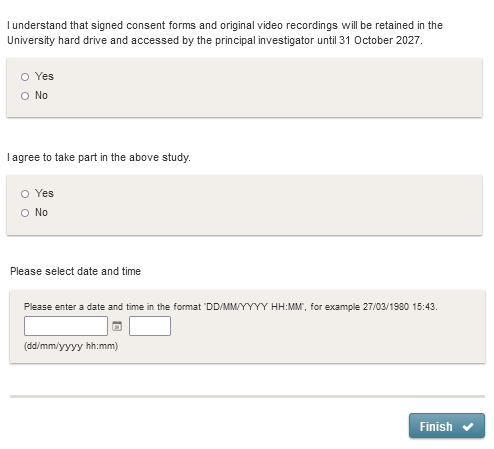 I understand that signed consent forms and original video recordings will be retained in the
University hard drive and accessed by the principal investigator until 31 October 2027.
Yes
No
I agree to take part in the above study.
Yes
No
Please select date and time
Please enter a date and time in the format 'DD/MM/YYYY HH:MM', for example 27/03/1980 15:43.
(dd/mm/yyyy hh:mm)
Finish